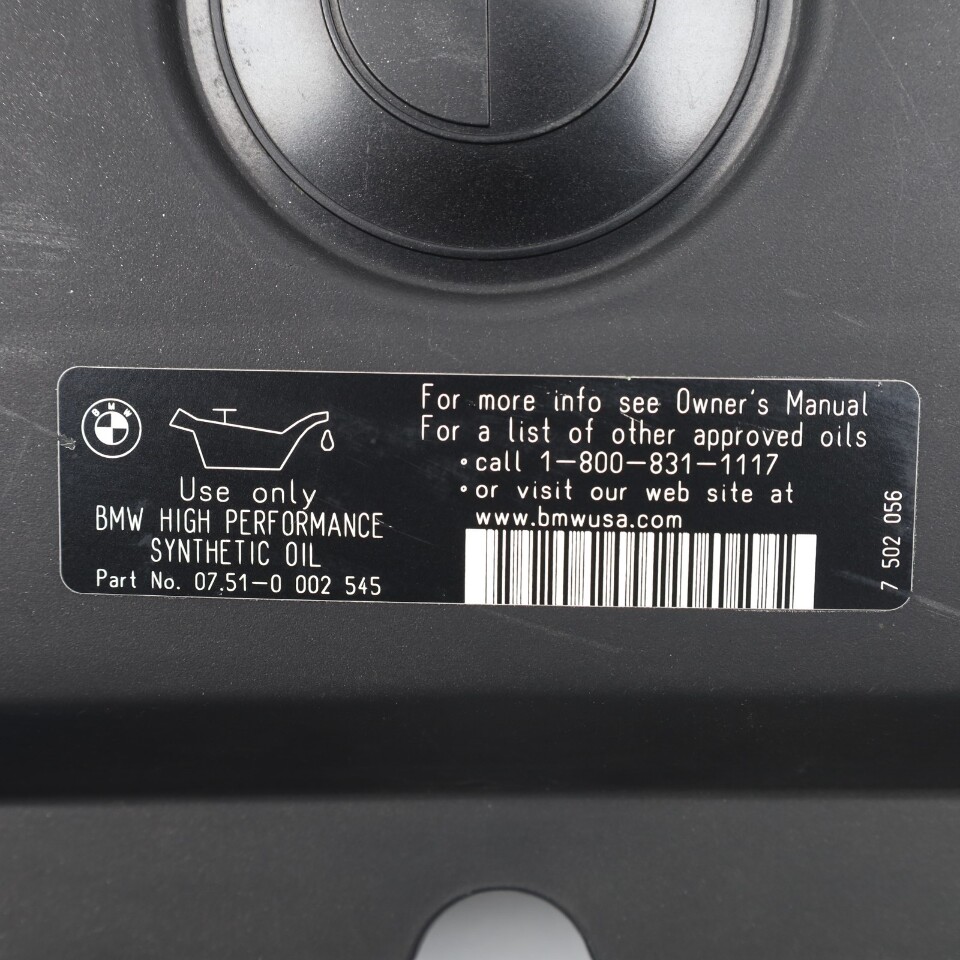 BMW
Use only
BMW HIGH PERFORMANCE
SYNTHETIC OIL
Part No. 07.51-0 002 545
For more info see Owner's Manual
For a list of other approved oils
• call 1-800-831-1117
• or visit our web site at
www.bmwusa.com
7 502 056